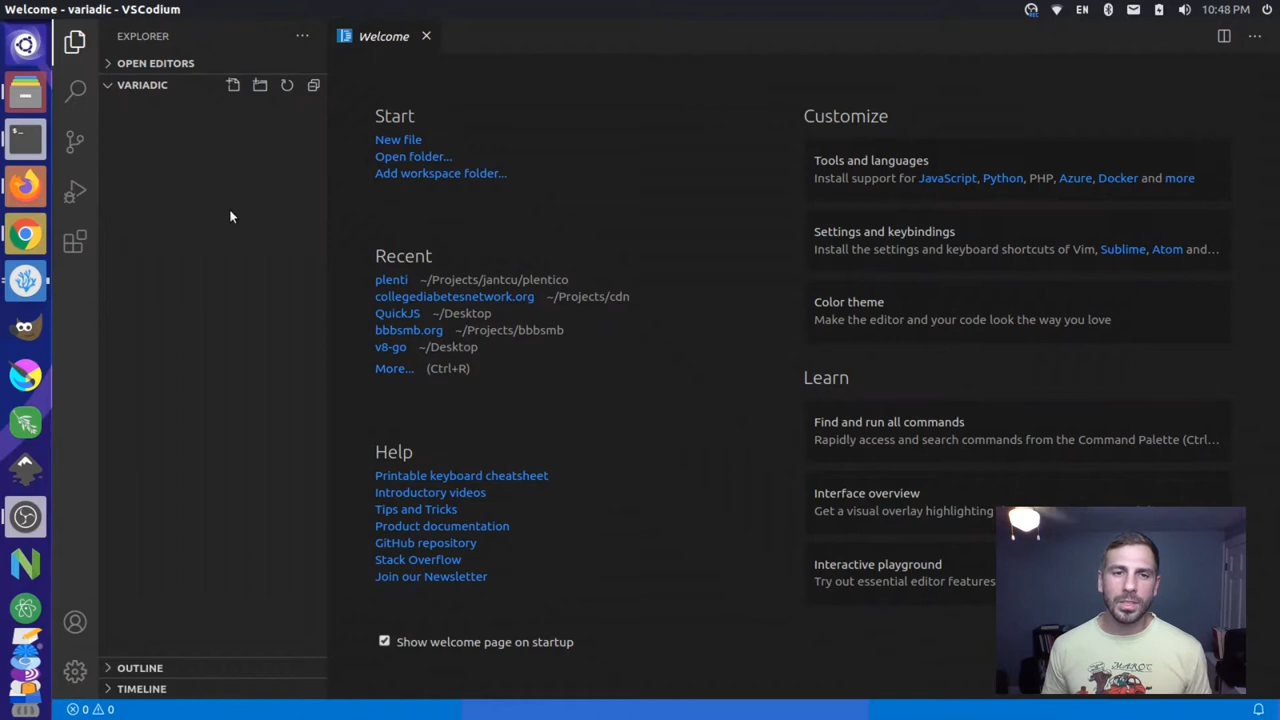 Welcome - variadic - VSCodium
EN
10:48 PM
EXPLORER
OPEN EDITORS
VARIADIC
Welcome
Start
New file
Open folder...
Add workspace folder...
Recent
plenti ~/Projects/jantcu/plentico
collegediabetesnetwork.org ~/Projects/cdn
QuickJS ~/Desktop
bbbsmb.org ~/Projects/bbbsmb
v8-go ~/Desktop
More... (Ctrl+R)
Help
Printable keyboard cheatsheet
Introductory videos
Tips and Tricks
Product documentation
GitHub repository
Stack Overflow
Join our Newsletter
Show welcome page on startup
Customize
Tools and languages
Install support for JavaScript, Python, PHP, Azure, Docker and more
Settings and keybindings
Install the settings and keyboard shortcuts of Vim, Sublime, Atom and...
Color theme
Make the editor and your code look the way you love
Learn
Find and run all commands
Rapidly access and search commands from the Command Palette (Ctrl...
Interface overview
Get a visual overlay highlighting
Interactive playground
Try out essential editor features
MAROT
OUTLINE
TIMELINE
0 0